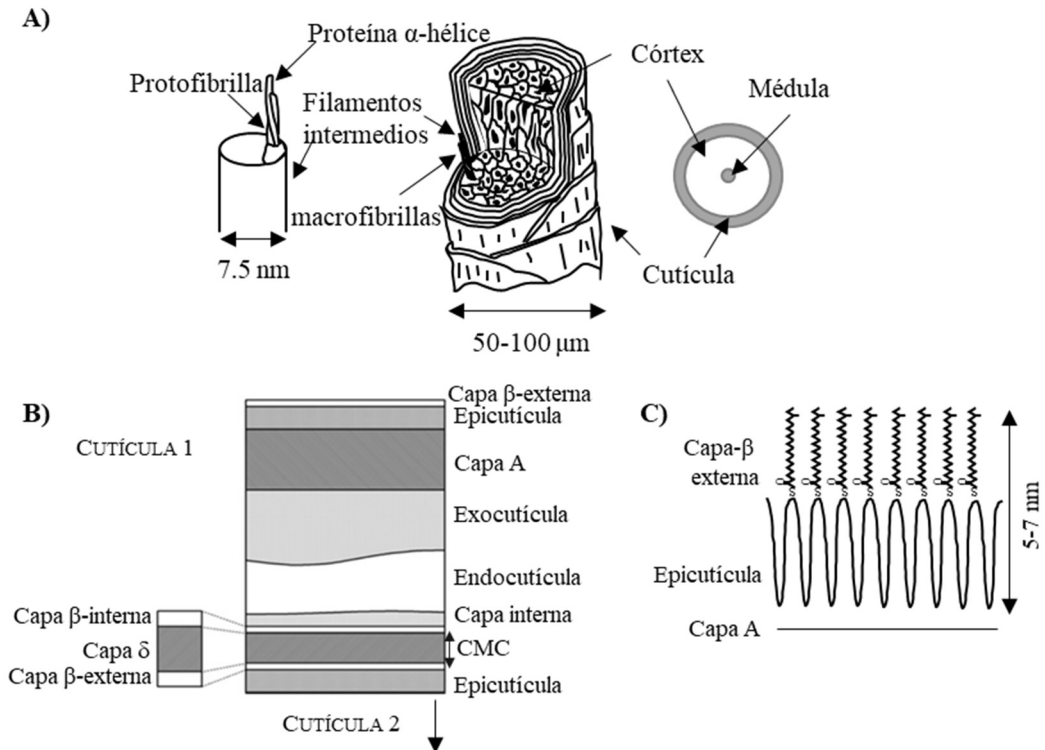 A)
Proteína α-hélice
Protofibrilla
Filamentos
intermedios
macrofibrillas
7.5 nm
Córtex
Médula
Cutícula
50-100 μm
B)
CUTÍCULA 1
Capa β-externa
Epicutícula
Capa A
Exocutícula
Endocutícula
Capa interna
CMC
Epicutícula
Capa β-interna
Capa δ
Capa β-externa
CUTÍCULA 2
C)
Capa-β
externa
O O O O O O O O
S S S S S S S S
Epicutícula
Capa A
5-7 nm